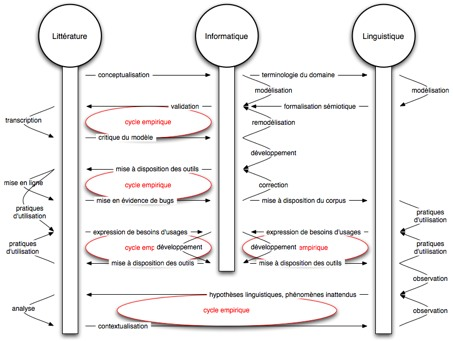 Littérature
Informatique
Linguistique
conceptualisation
terminologie du domaine
modélisation
modélisation
validation
formalisation sémiotique
transcription
cycle empirique
remodélisation
critique du modèle
développement
mise à disposition des outils
mise en ligne
cycle empirique
correction
mise en évidence de bugs
mise à disposition du corpus
pratiques
d'utilisation
pratiques
d'utilisation
expression de besoins d'usages
expression de besoins d'usages
pratiques
d'utilisation
cycle emp
développement
développement
mpirique
pratiques
d'utilisation
mise à disposition des outils
mise à disposition des outils
observation
hypothèses linguistiques, phénomènes inattendus
analyse
cycle empirique
observation
contextualisation